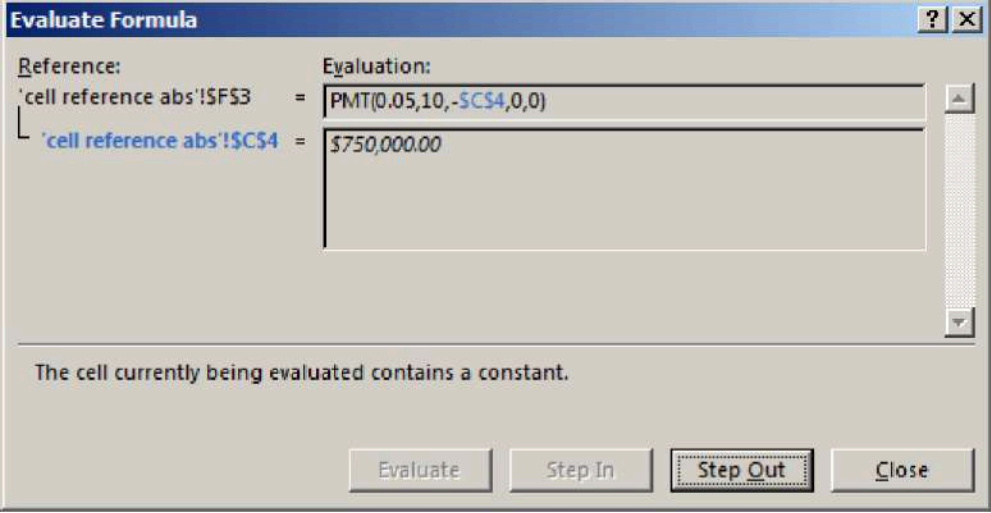 Evaluate Formula
Reference: Evaluation:
'cell reference abs'!$F$3 = PMT(0.05,10,-$C$4,0,0)
'cell reference abs'!$C$4 = $750,000.00
The cell currently being evaluated contains a constant.
Evaluate Step In Step Out Close